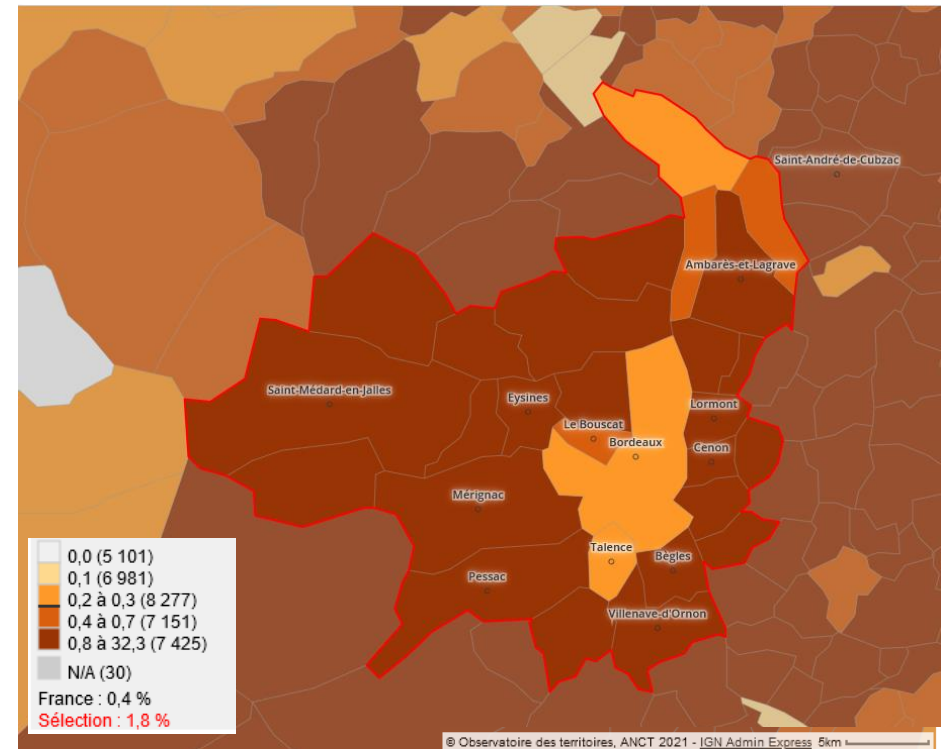 Saint-André-de-Cubzac
Ambarès-et-Lagrave
Saint-Médard-en-Jalles
Eysines
Lormont
Le Bouscat
Bordeaux
Cenon
Mérignac
Talence
Bègles
Pessac
Villenave-d'Ornon
0,0 (5 101)
0,1 (6 981)
0,2 à 0,3 (8 277)
0,4 à 0,7 (7 151)
0,8 à 32,3 (7 425)
N/A (30)
France : 0,4 %
Sélection : 1,8 %
© Observatoire des territoires, ANCT 2021 - IGN Admin Express 5km